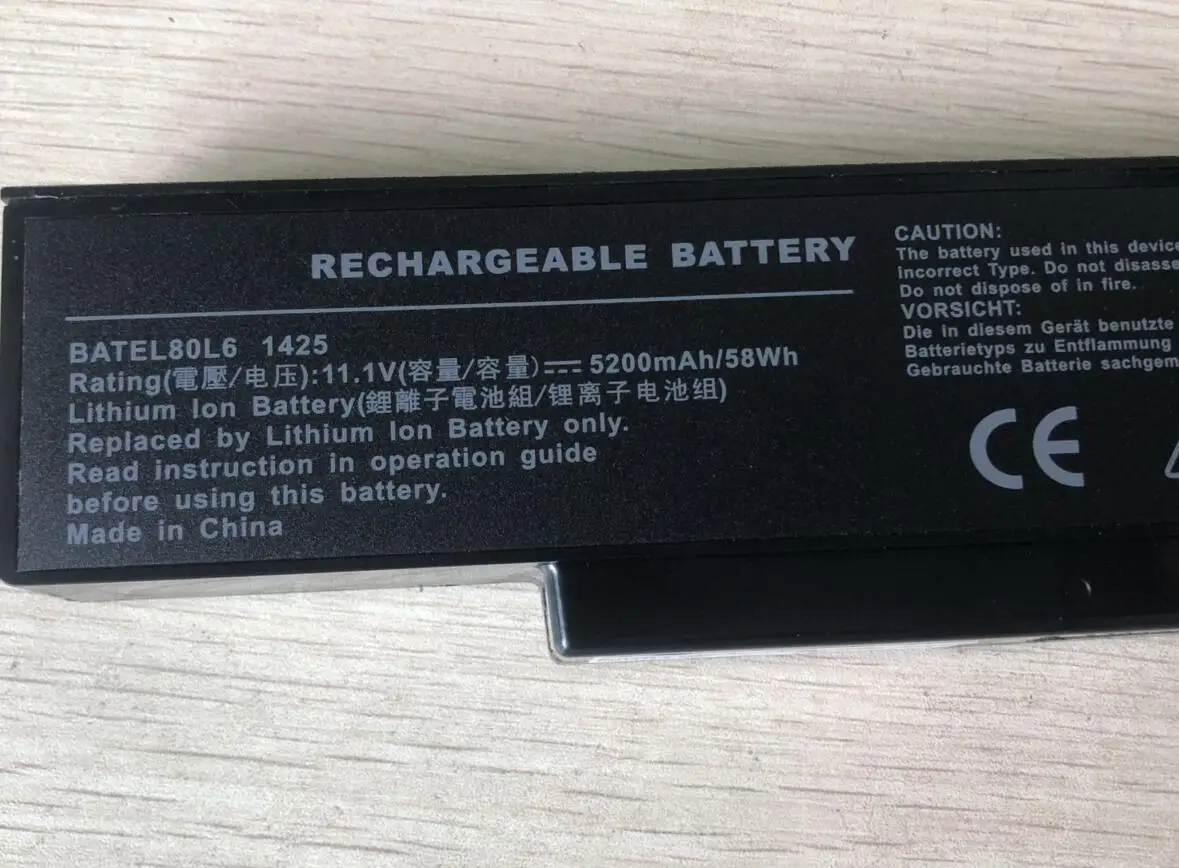 RECHARGEABLE BATTERY
BATEL80L6 1425
Rating(電壓/电压):11.1V(容量/容量)⎓5200mAh/58Wh
Lithium Ion Battery(鋰離子電池組/锂离子电池组)
Replaced by Lithium Ion Battery only.
Read instruction in operation guide
before using this battery.
Made in China
CAUTION:
The battery used in this device
Incorrect Type. Do not disasse
Do not dispose of in fire.
VORSICHT:
Die in diesem Gerät benutzte
Batterietyps zu Entflammung
Gebrauchte Batterie sachgem
CE